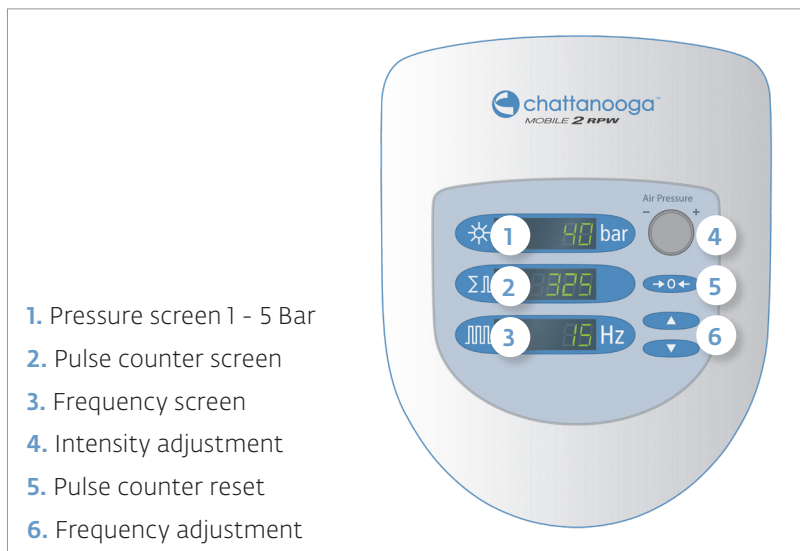 chattanooga™
MOBILE 2 RPW
Air Pressure
− +
1 40 bar 4
Σ 2 325 →0← 5
3 15 Hz ▲ 6
▼
1. Pressure screen 1 - 5 Bar
2. Pulse counter screen
3. Frequency screen
4. Intensity adjustment
5. Pulse counter reset
6. Frequency adjustment